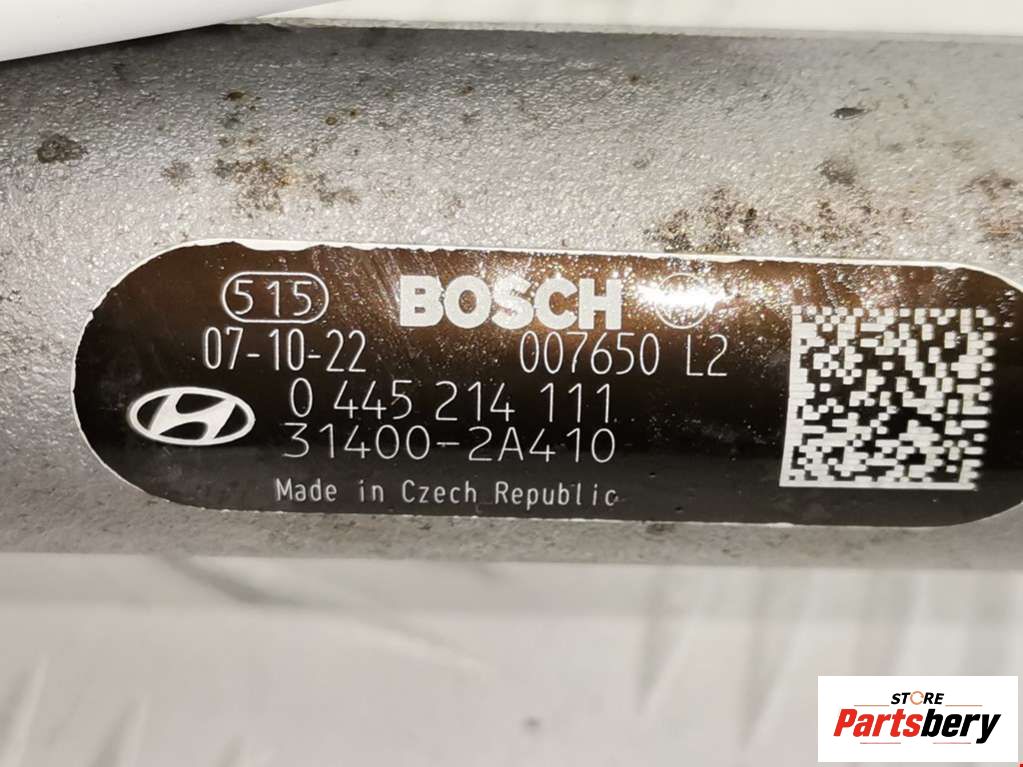 515 BOSCH
07-10-22 007650 L2
0 445 214 111
31400-2A410
Made in Czech Republic
STORE
Partsbery